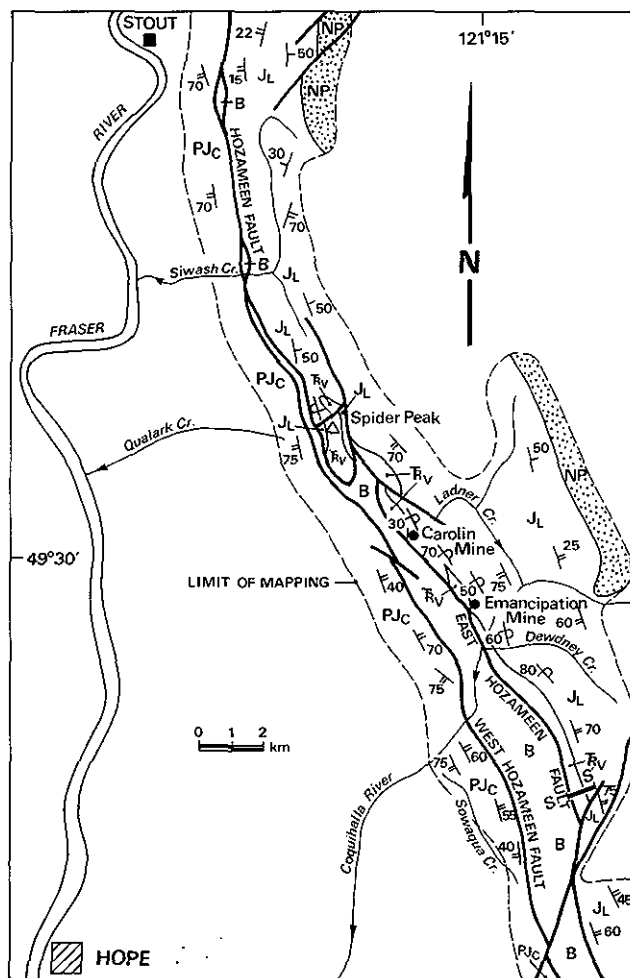 STOUT
121°15'
22
50
NP
15
JL
70
B
NP
RIVER
PJC
HOZAMEEN FAULT
30
70
70
N
B
Siwash Cr.
JL
50
FRASER
JL
50
PJC
TRV
JL
Qualark Cr.
JL
Spider Peak
75
TRV
70
50
TRV
NP
B
Ladner Cr.
JL
30
Carolin
Mine
25
49°30'
70
LIMIT OF MAPPING
40
TRV
50
75
Emancipation
Mine
PJC
EAST
60
60
Dewdney Cr.
70
80
75
HOZAMEEN FAULT
JL
0 1 2
km
B
70
WEST HOZAMEEN FAULT
60
TRV
75
S
S
75
PJC
JL
Coquihalla River
55
Sowaqua Cr.
B
40
JL
45
60
HOPE
PJC
B